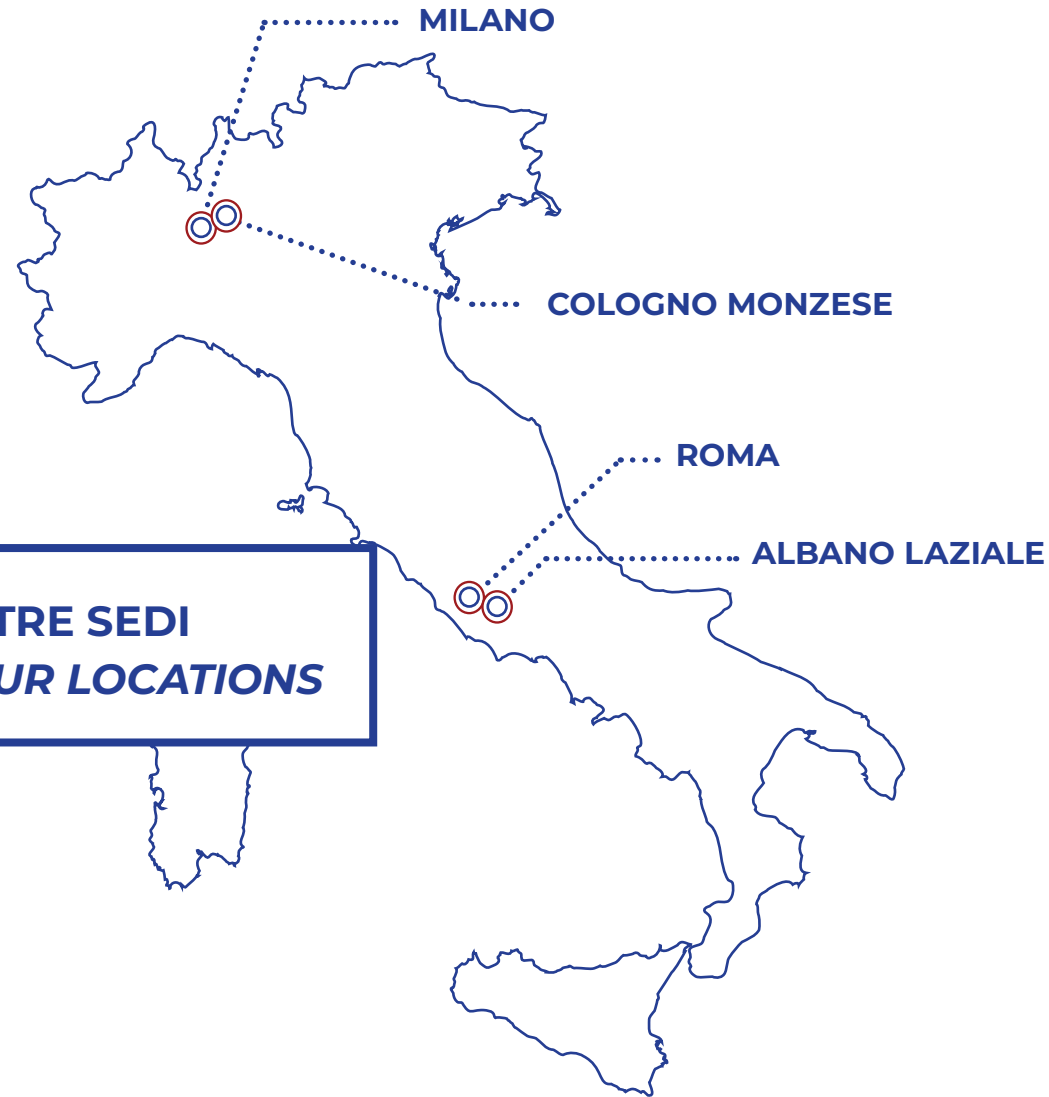 MILANO
COLOGNO MONZESE
ROMA
ALBANO LAZIALE
TRE SEDI
UR LOCATIONS